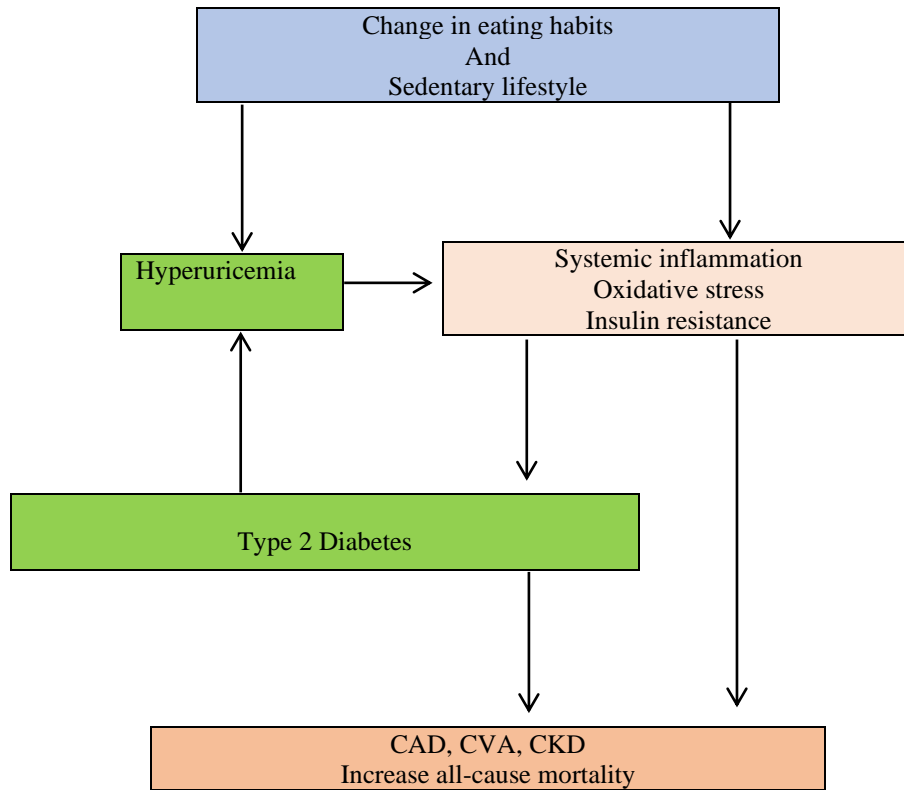 Change in eating habits
And
Sedentary lifestyle
Hyperuricemia
Systemic inflammation
Oxidative stress
Insulin resistance
Type 2 Diabetes
CAD, CVA, CKD
Increase all-cause mortality